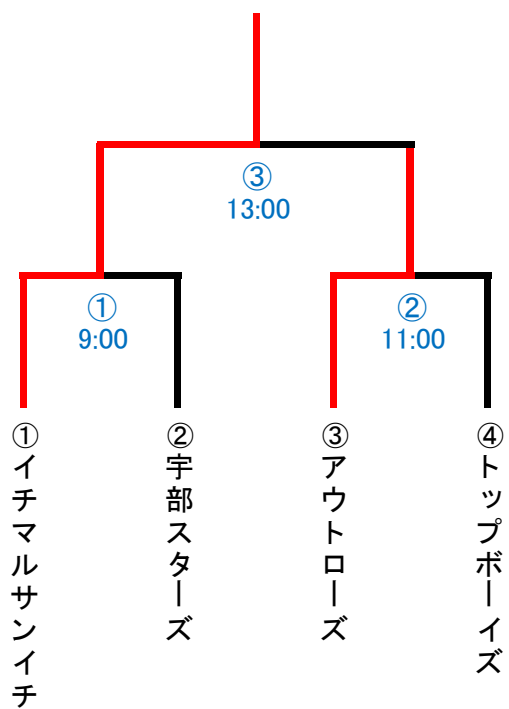 ③
13:00
①
9:00
②
11:00
①イチマルサンイチ
②宇部スターズ
③アウトローズ
④トップボーイズ